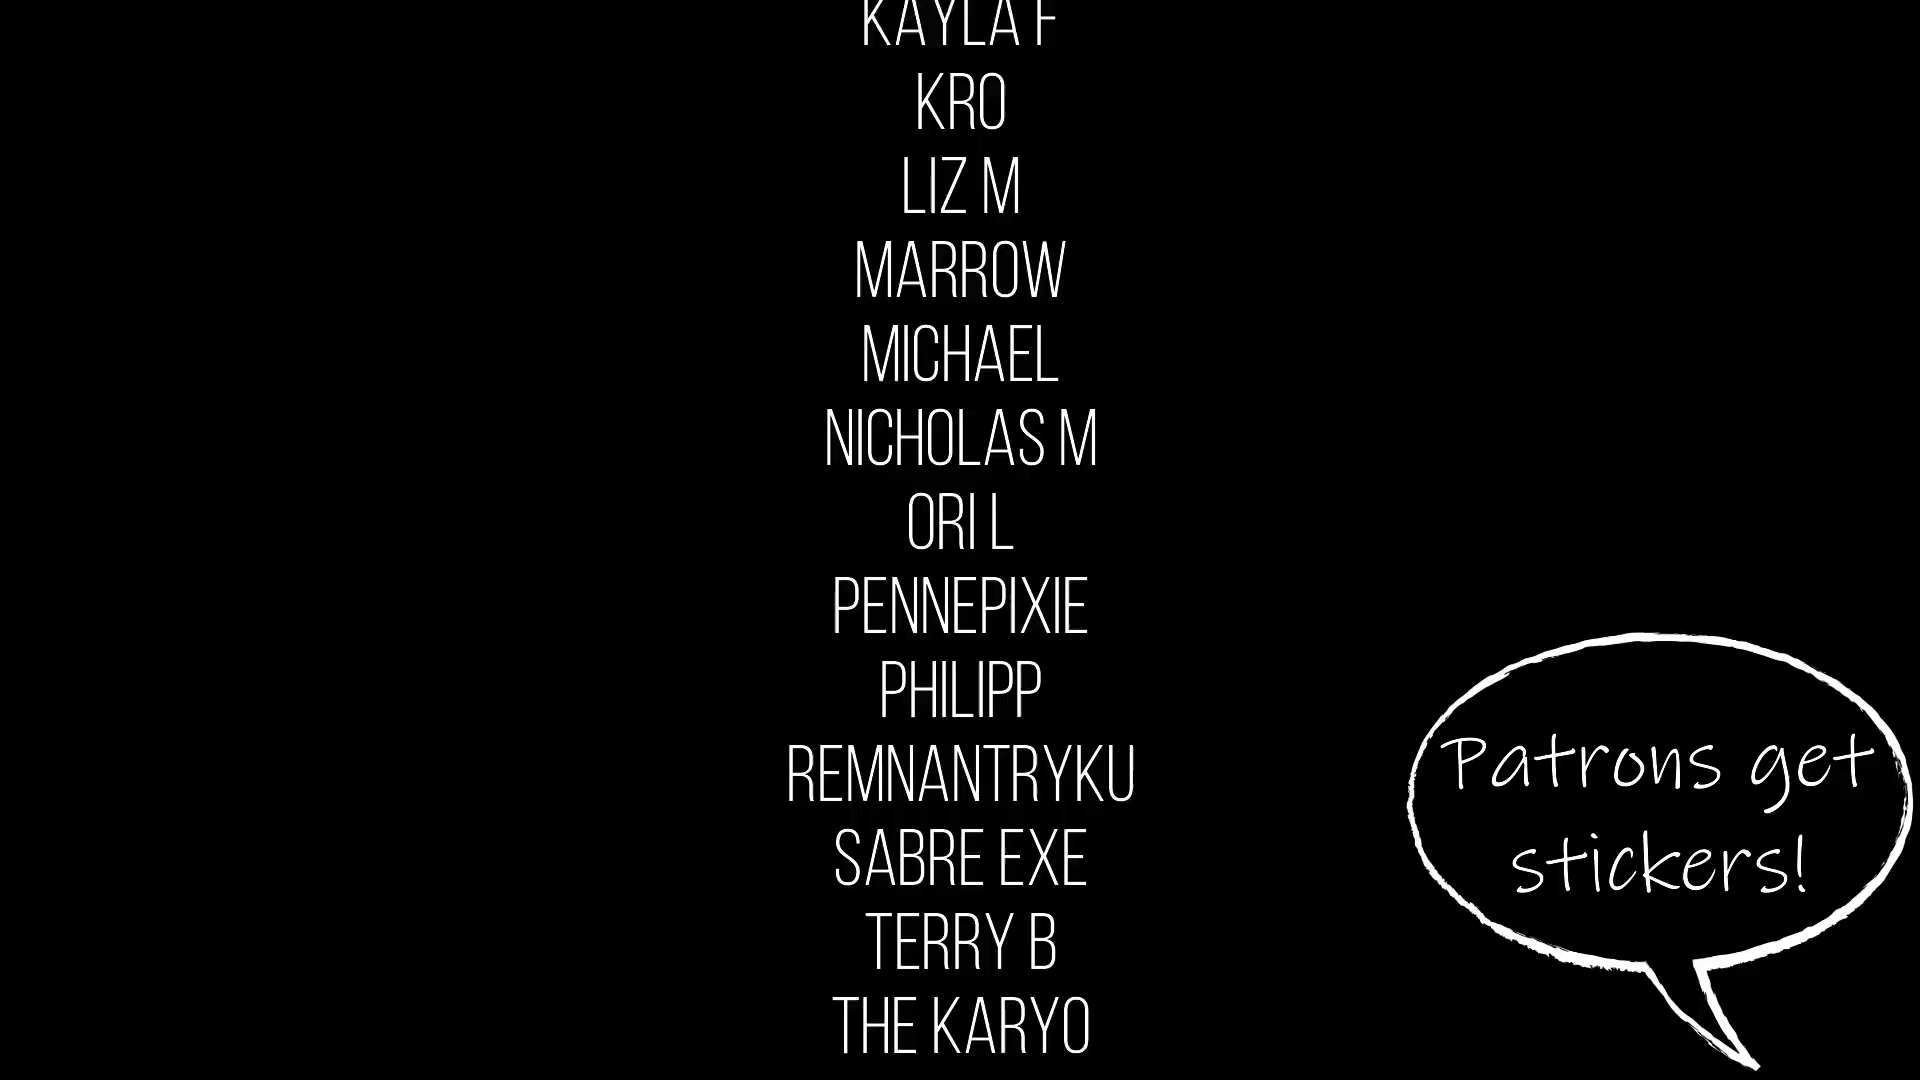 KAYLA F
KRO
LIZ M
MARROW
MICHAEL
NICHOLAS M
ORI L
PENNEPIXIE
PHILIPP
REMNANTRYKU
SABRE EXE
TERRY B
THE KARYO
Patrons get
stickers!